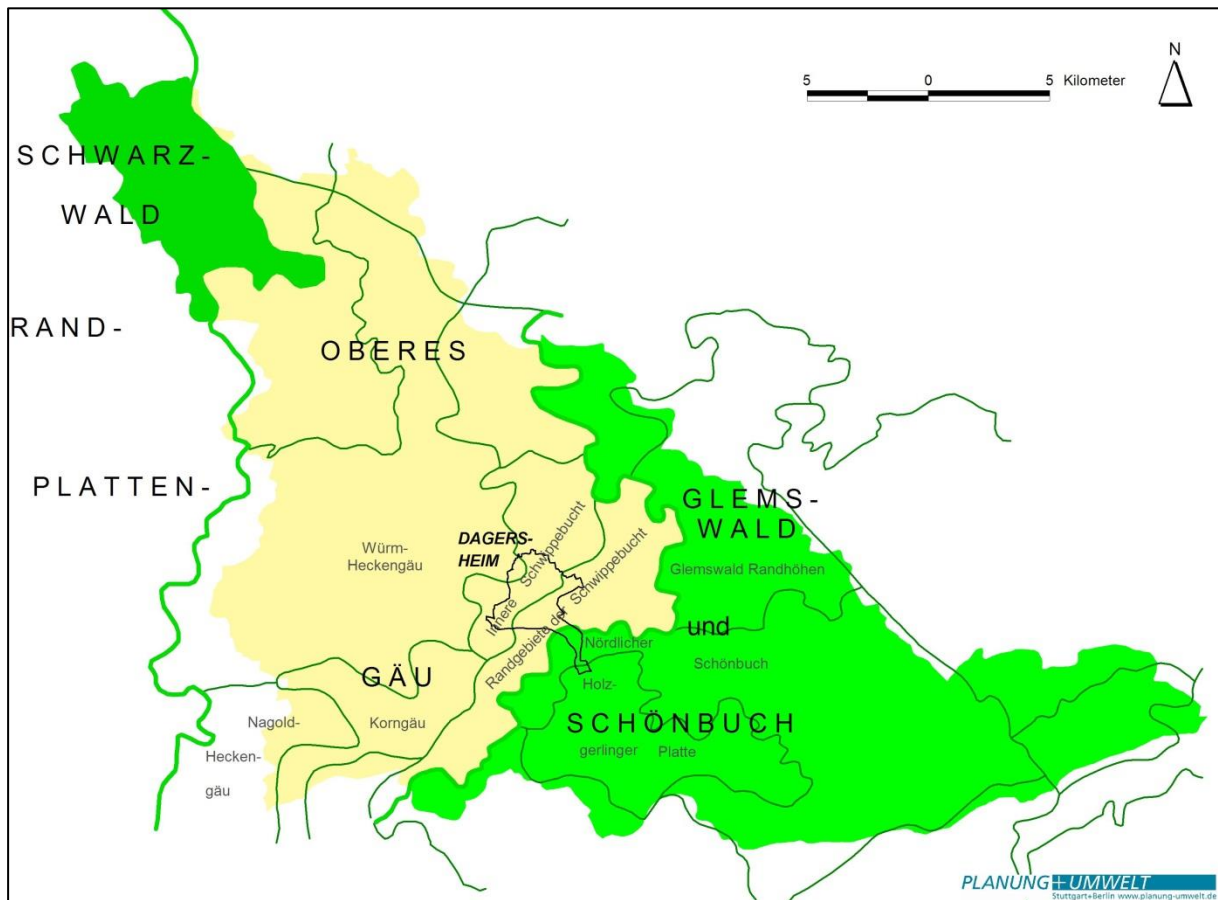 N
5 0 5 Kilometer
SCHWARZ-
WALD
RAND-
OBERES
PLATTEN-
GLEMS-
WALD
DAGERS-
HEIM
Würm-
Heckengäu
Innere Schwippebucht
Randgebiete der Schwippebucht
Glemswald Randhöhen
und
Nördlicher
Schönbuch
GÄU
Holz-
SCHÖNBUCH
Nagold-
Korngäu
gerlinger Platte
Hecken-
gäu
PLANUNG+UMWELT
Stuttgart•Berlin www.planung-umwelt.de